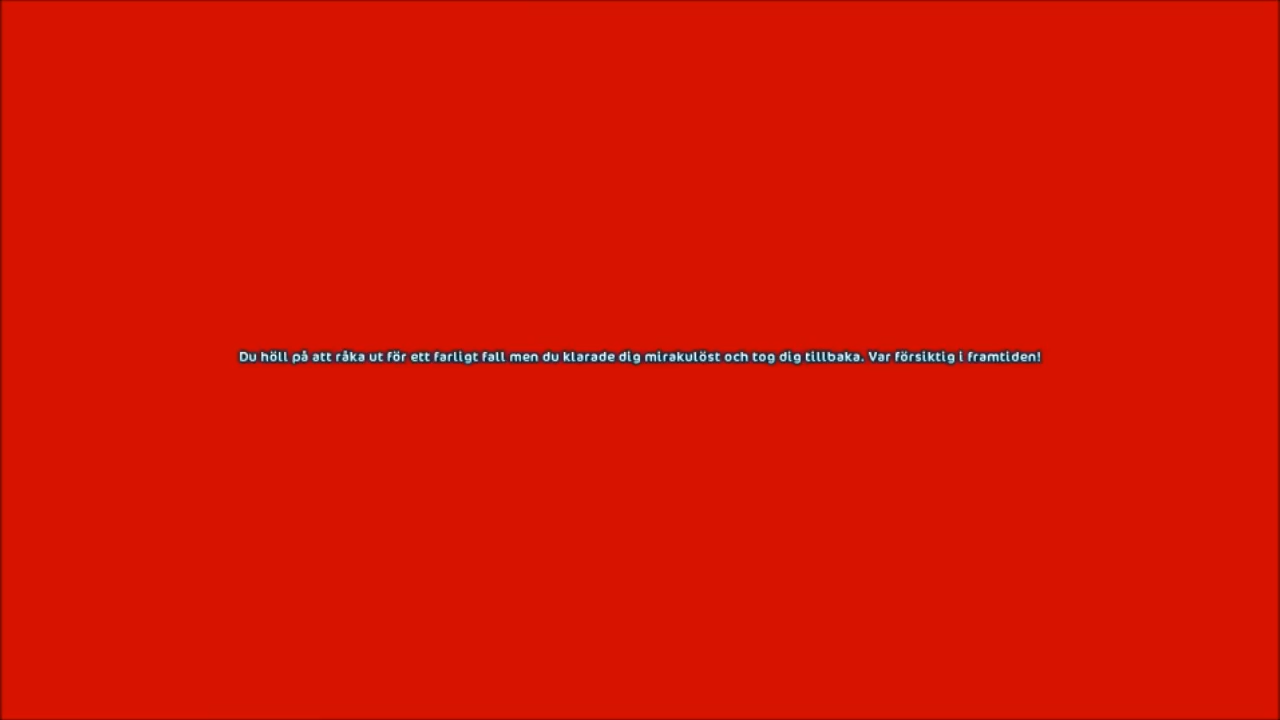 Du höll på att råka ut för ett farligt fall men du klarade dig mirakulöst och tog dig tillbaka. Var försiktig i framtiden!